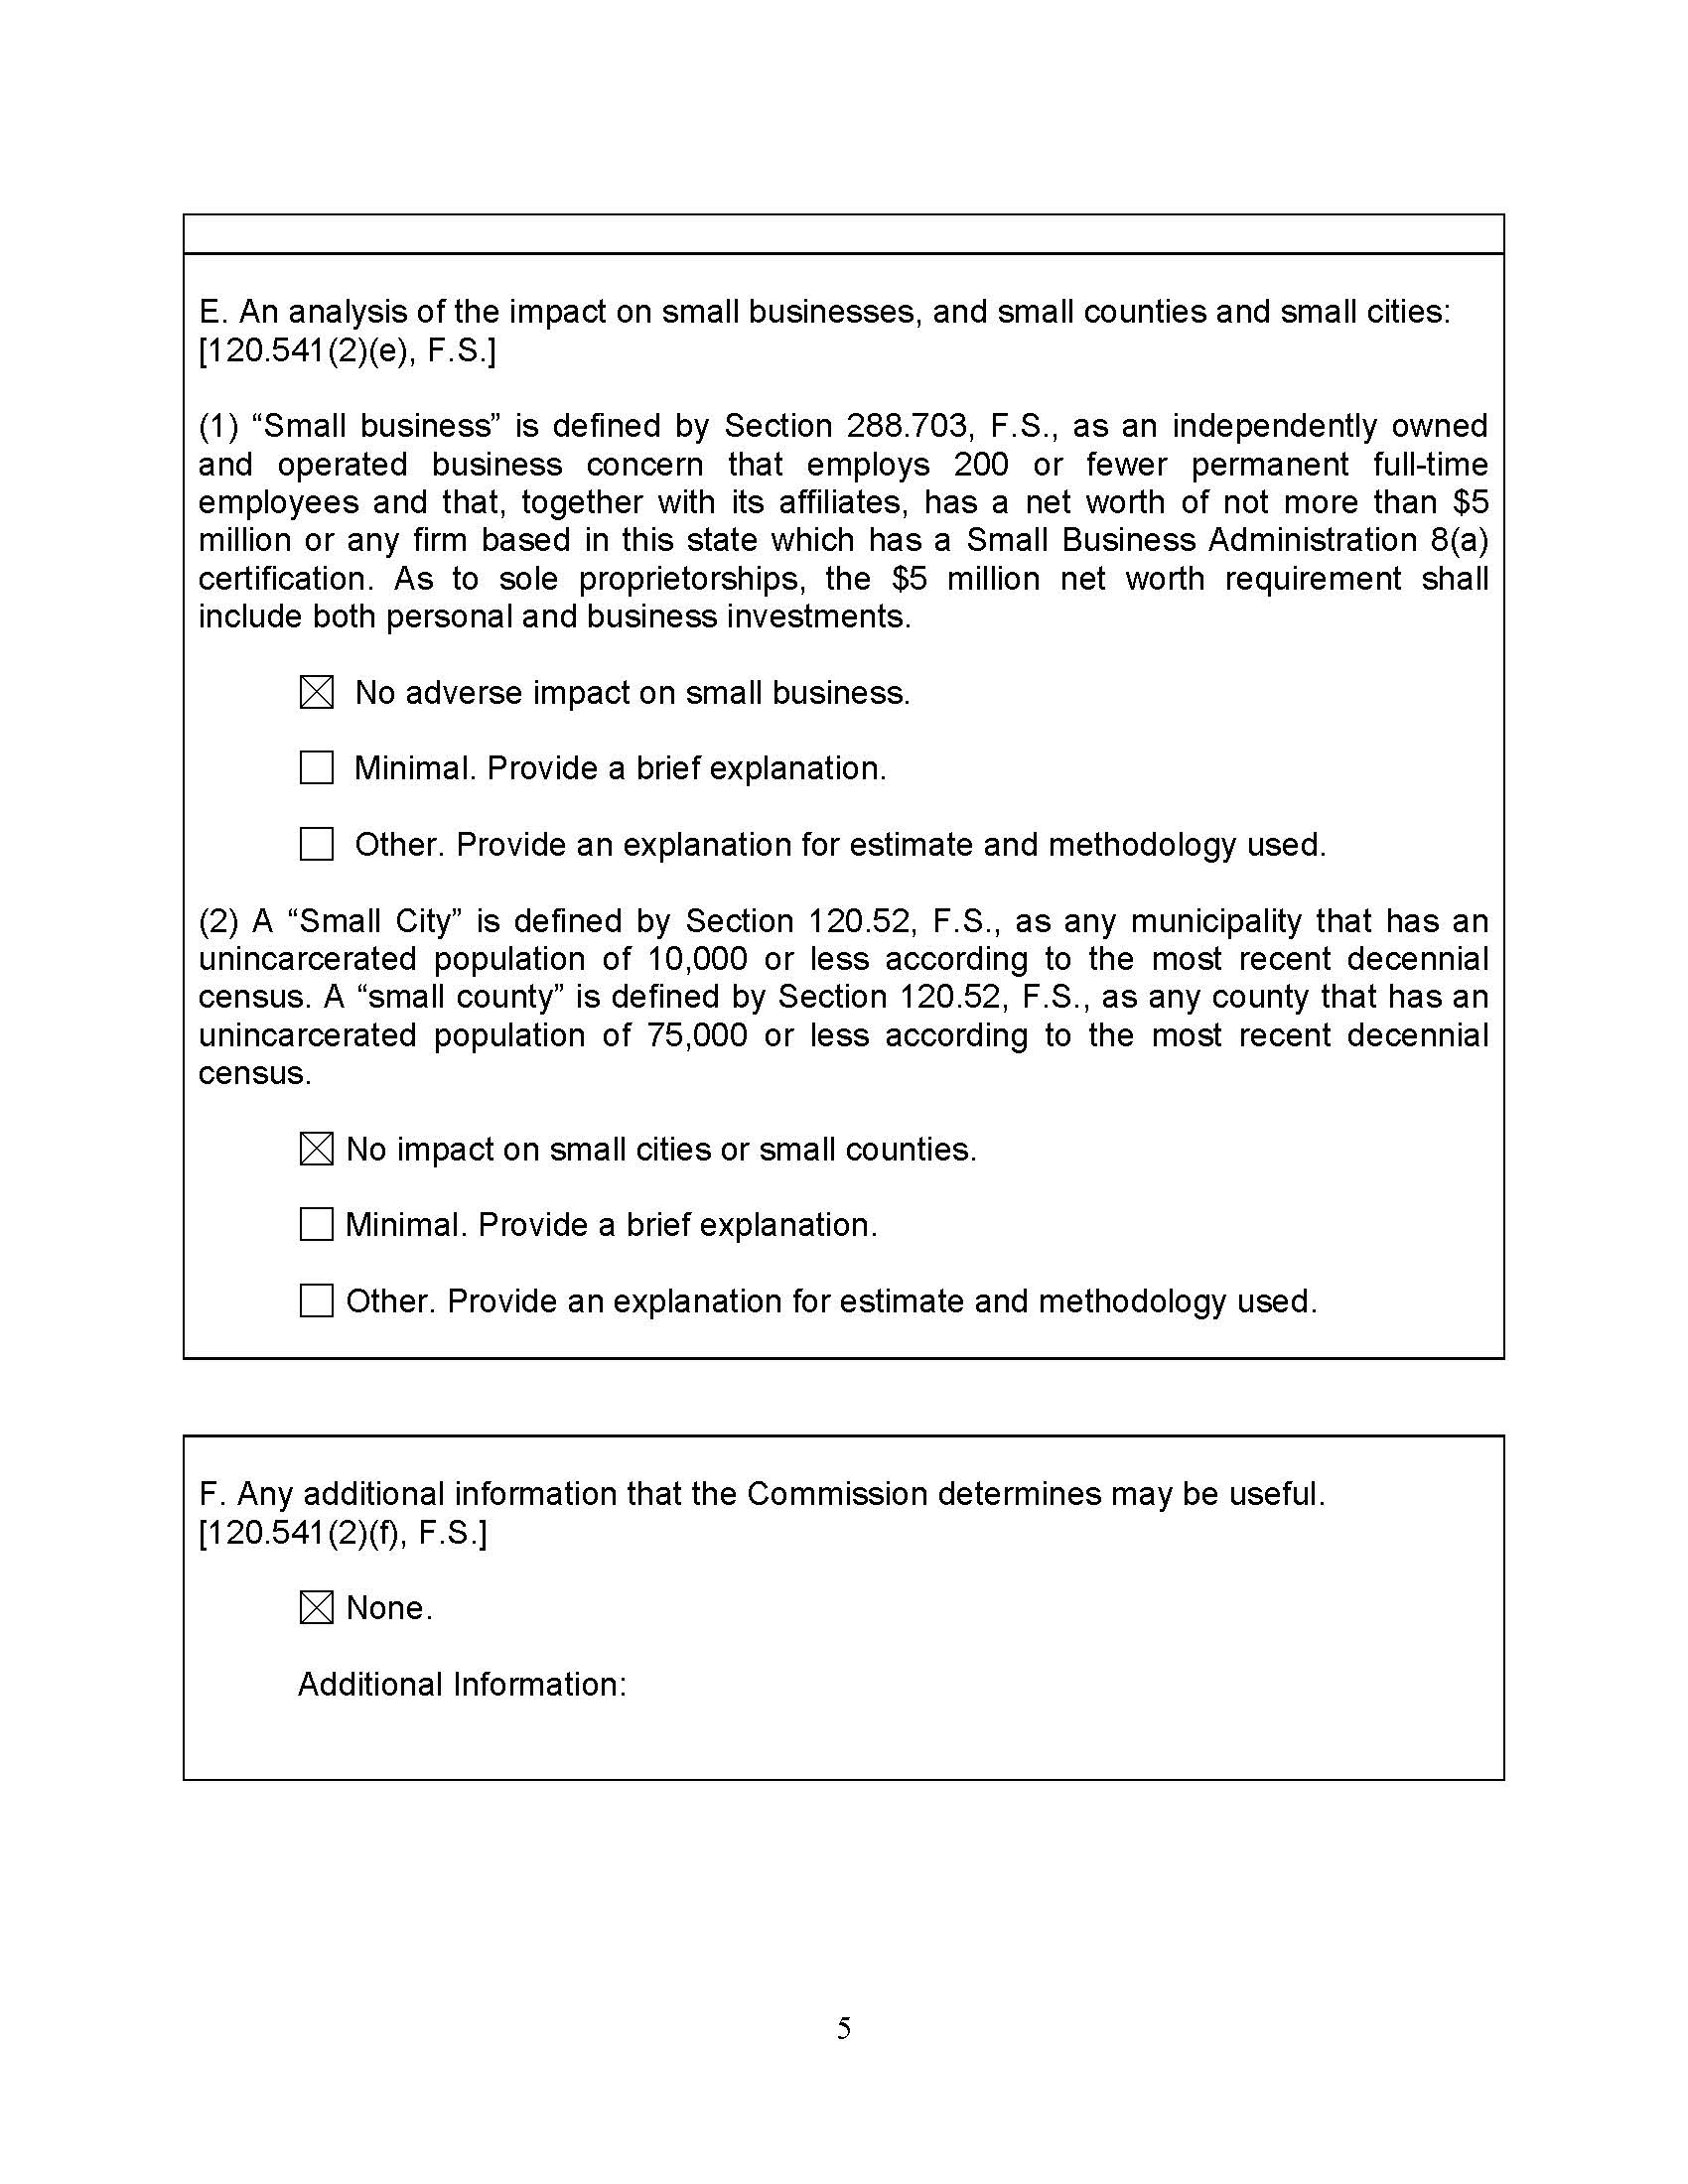 E. An analysis of the impact on small businesses, and small counties and small cities:
[120.541(2)(e), F.S.]
(1) “Small business” is defined by Section 288.703, F.S., as an independently owned
and operated business concern that employs 200 or fewer permanent full-time
employees and that, together with its affiliates, has a net worth of not more than $5
million or any firm based in this state which has a Small Business Administration 8(a)
certification. As to sole proprietorships, the $5 million net worth requirement shall
include both personal and business investments.
No adverse impact on small business.
Minimal. Provide a brief explanation.
Other. Provide an explanation for estimate and methodology used.
(2) A “Small City” is defined by Section 120.52, F.S., as any municipality that has an
unincarcerated population of 10,000 or less according to the most recent decennial
census. A “small county” is defined by Section 120.52, F.S., as any county that has an
unincarcerated population of 75,000 or less according to the most recent decennial
census.
No impact on small cities or small counties.
Minimal. Provide a brief explanation.
Other. Provide an explanation for estimate and methodology used.
F. Any additional information that the Commission determines may be useful.
[120.541(2)(f), F.S.]
None.
Additional Information:
5